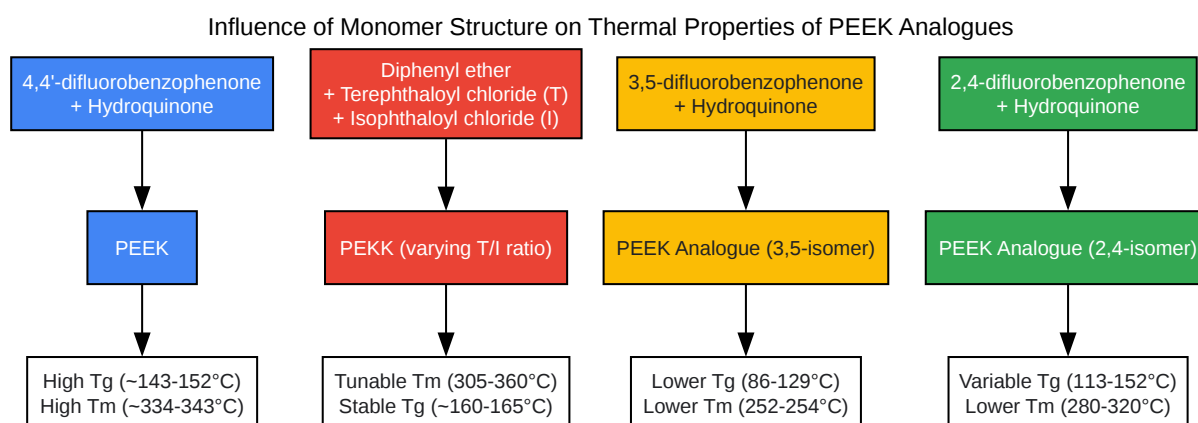 Influence of Monomer Structure on Thermal Properties of PEEK Analogues
4,4'-difluorobenzophenone
+ Hydroquinone
Diphenyl ether
+ Terephthaloyl chloride (T)
+ Isophthaloyl chloride (I)
3,5-difluorobenzophenone
+ Hydroquinone
2,4-difluorobenzophenone
+ Hydroquinone
PEEK
PEKK (varying T/I ratio)
PEEK Analogue (3,5-isomer)
PEEK Analogue (2,4-isomer)
High Tg (~143-152°C)
High Tm (~334-343°C)
Tunable Tm (305-360°C)
Stable Tg (~160-165°C)
Lower Tg (86-129°C)
Lower Tm (252-254°C)
Variable Tg (113-152°C)
Lower Tm (280-320°C)